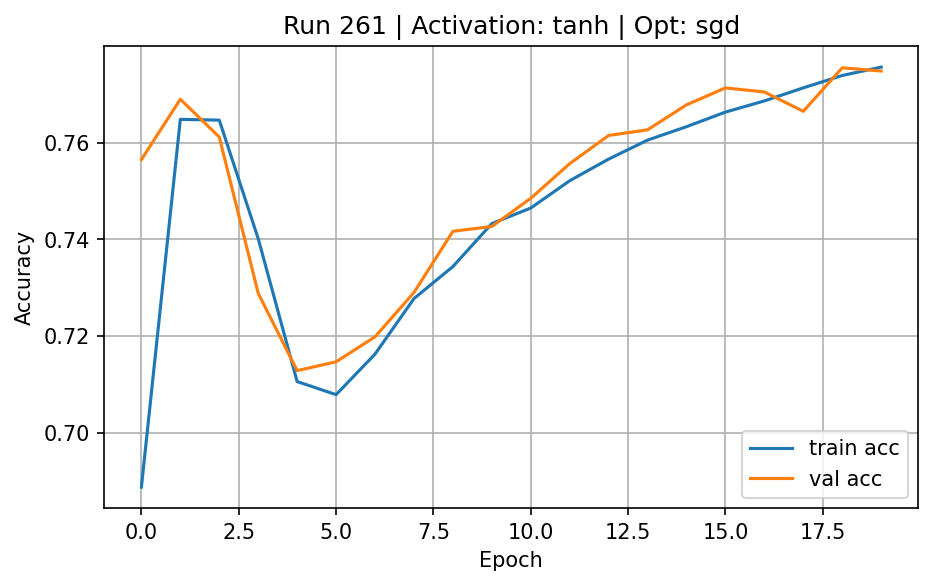 Run 261 | Activation: tanh | Opt: sgd
Accuracy
0.76
0.74
0.72
0.70
train acc
val acc
0.0 2.5 5.0 7.5 10.0 12.5 15.0 17.5
Epoch